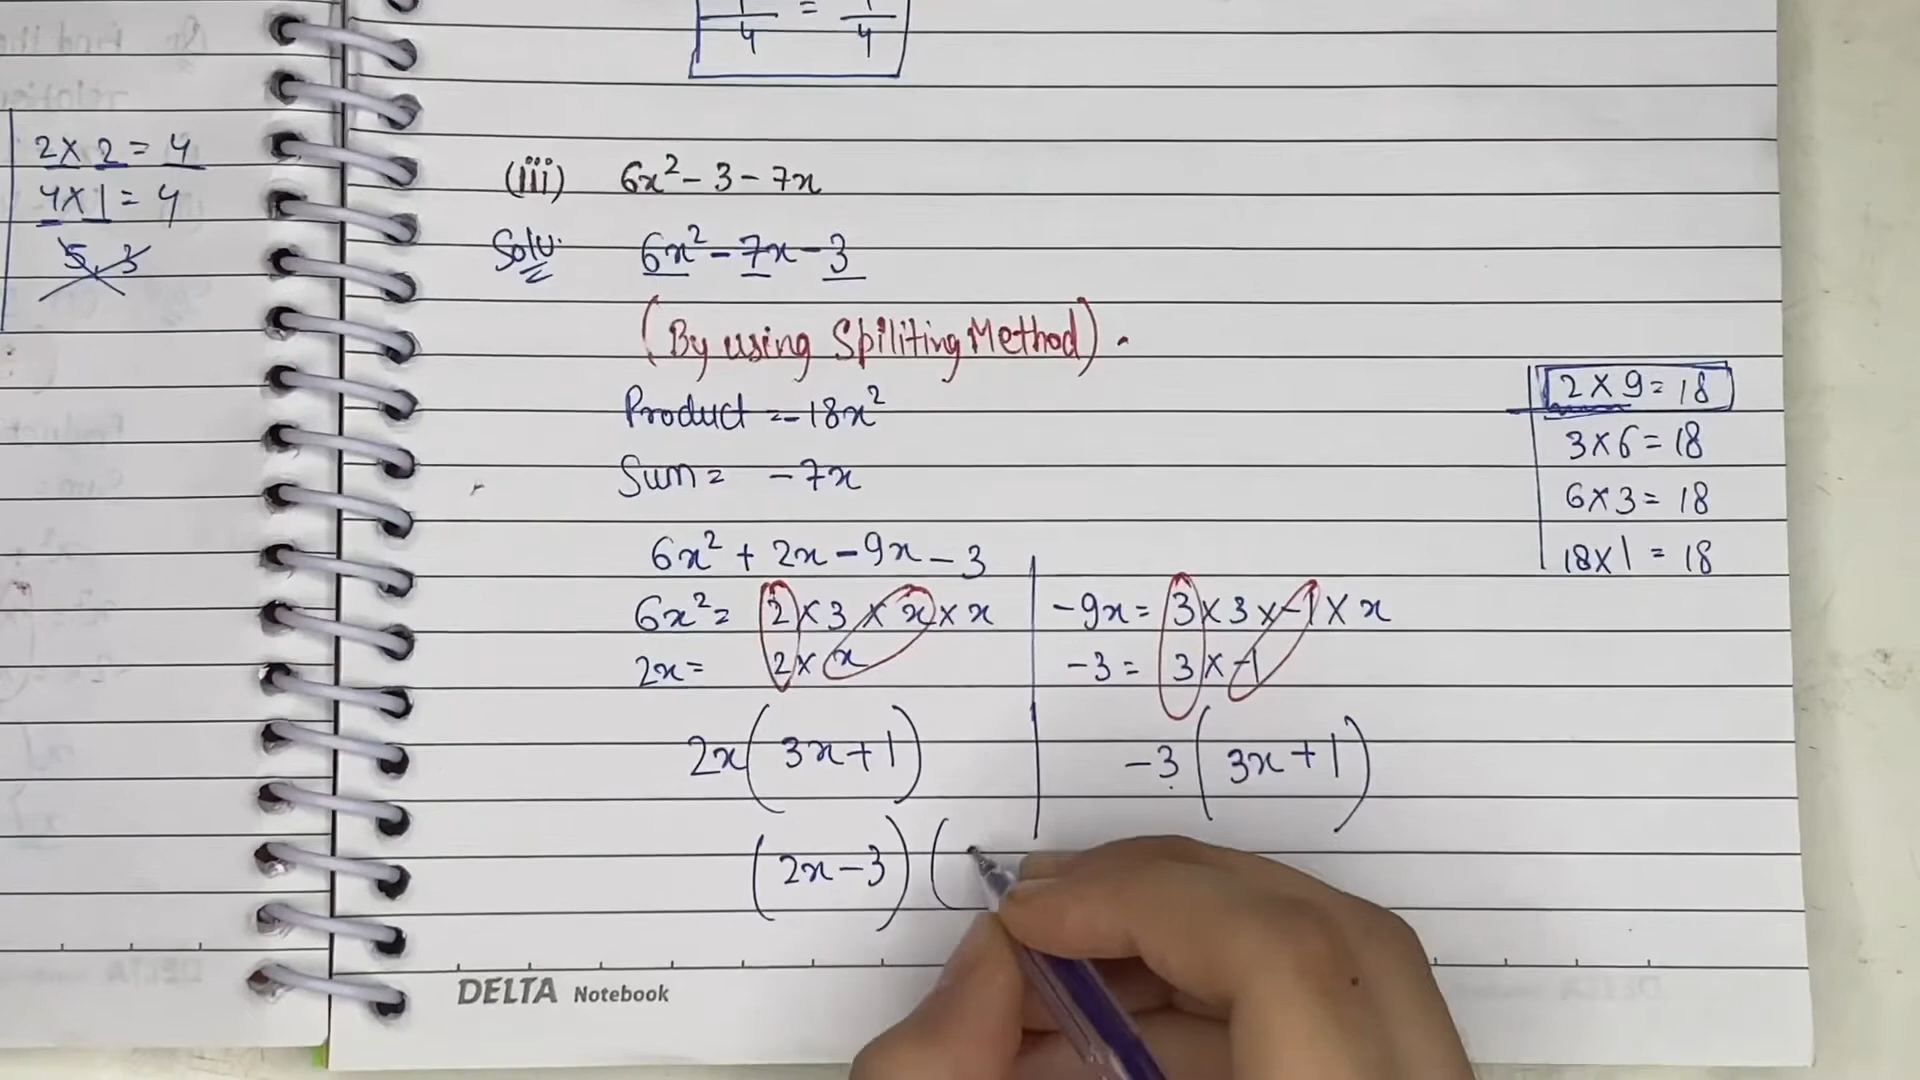 1/4 = 1/4
2 × 2 = 4
4 × 1 = 4
5, 3
(iii) 6x² - 3 - 7x
Solu. 6x² - 7x - 3
(By using Spiliting Method).
Product = -18x²
Sum = -7x
2 × 9 = 18
3 × 6 = 18
6 × 3 = 18
18 × 1 = 18
6x² + 2x - 9x - 3
6x² = 2 × 3 × x × x
2x = 2 × x
-9x = 3 × 3 × -1 × x
-3 = 3 × -1
2x(3x+1)
-3(3x+1)
(2x-3)(
DELTA Notebook